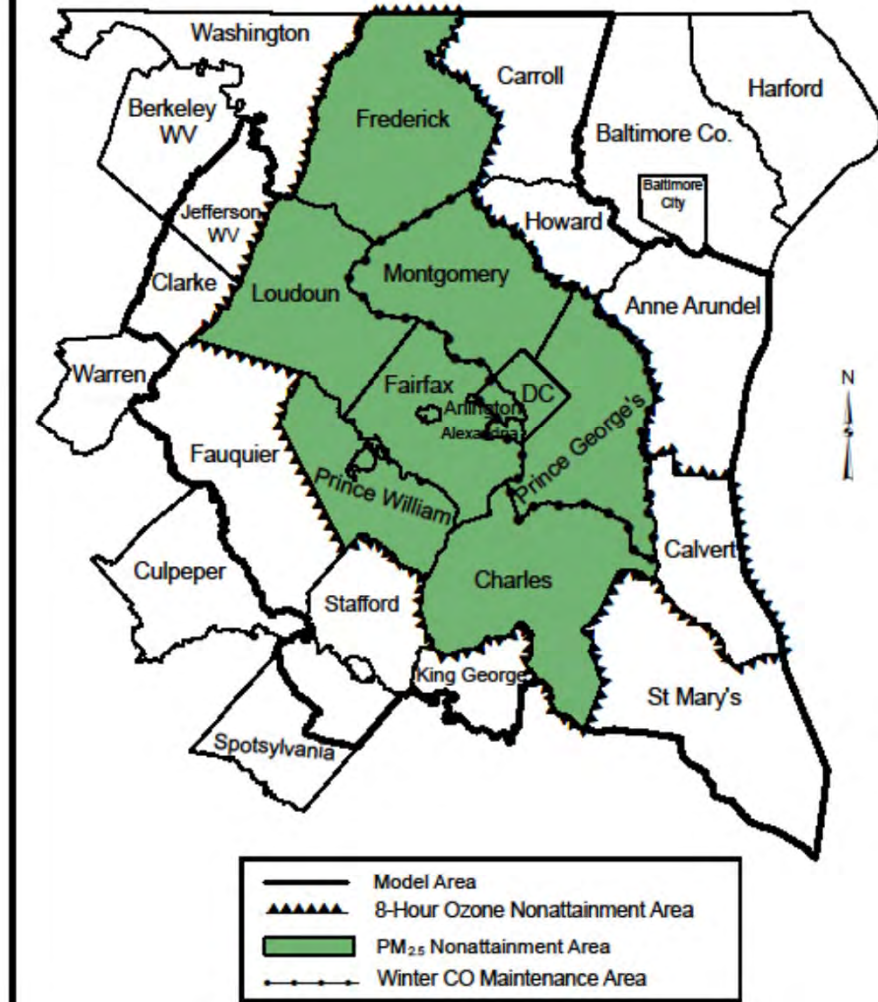 Washington
Carroll
Harford
Berkeley
WV
Frederick
Baltimore Co.
Baltimore
City
Jefferson
WV
Howard
Clarke
Loudoun
Montgomery
Anne Arundel
Warren
Fairfax
DC
Arlington
Alexandria
Prince George's
N
S
Fauquier
Prince William
Calvert
Culpeper
Charles
Stafford
King George
St Mary's
Spotsylvania
Model Area
8-Hour Ozone Nonattainment Area
PM2.5 Nonattainment Area
Winter CO Maintenance Area